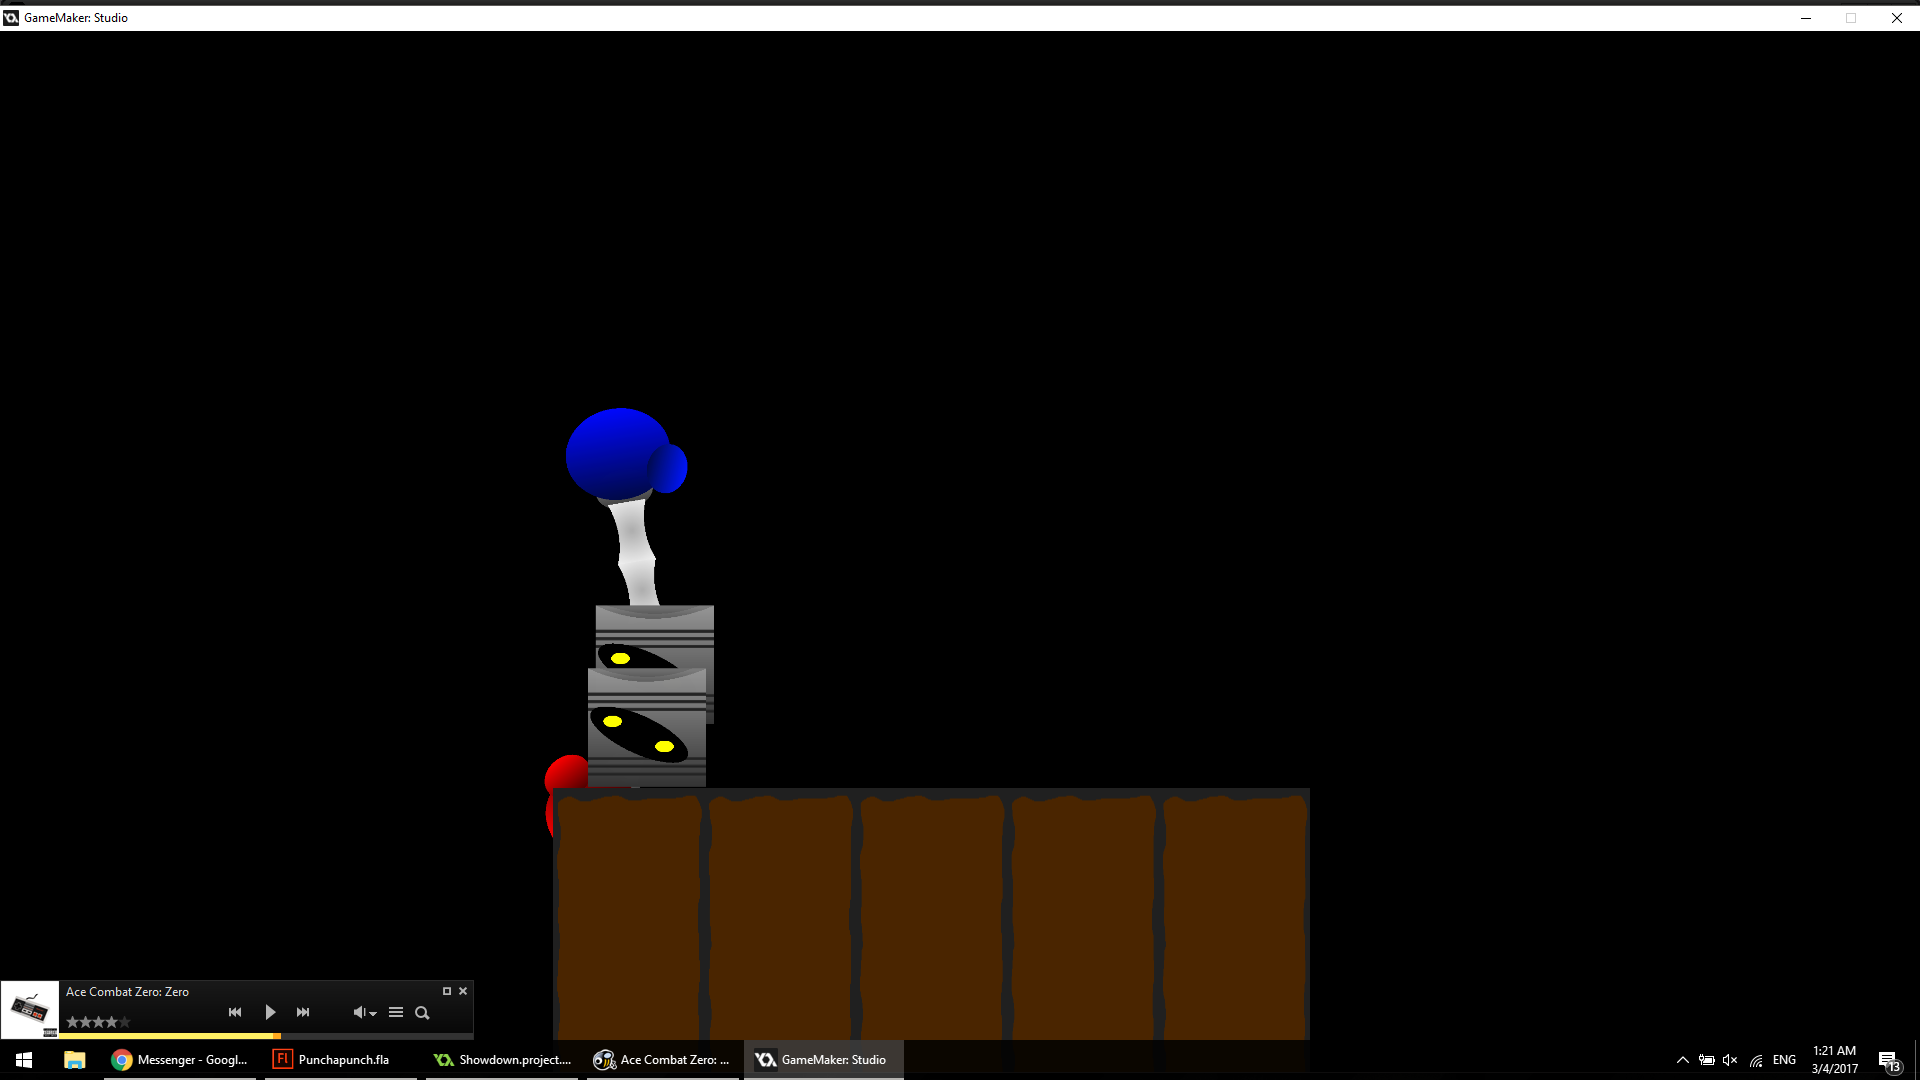 GameMaker: Studio
Ace Combat Zero: Zero
Messenger - Googl...
Fl
Punchapunch.fla
Showdown.project....
Ace Combat Zero: ...
GameMaker: Studio
ENG
1:21 AM
3/4/2017
13